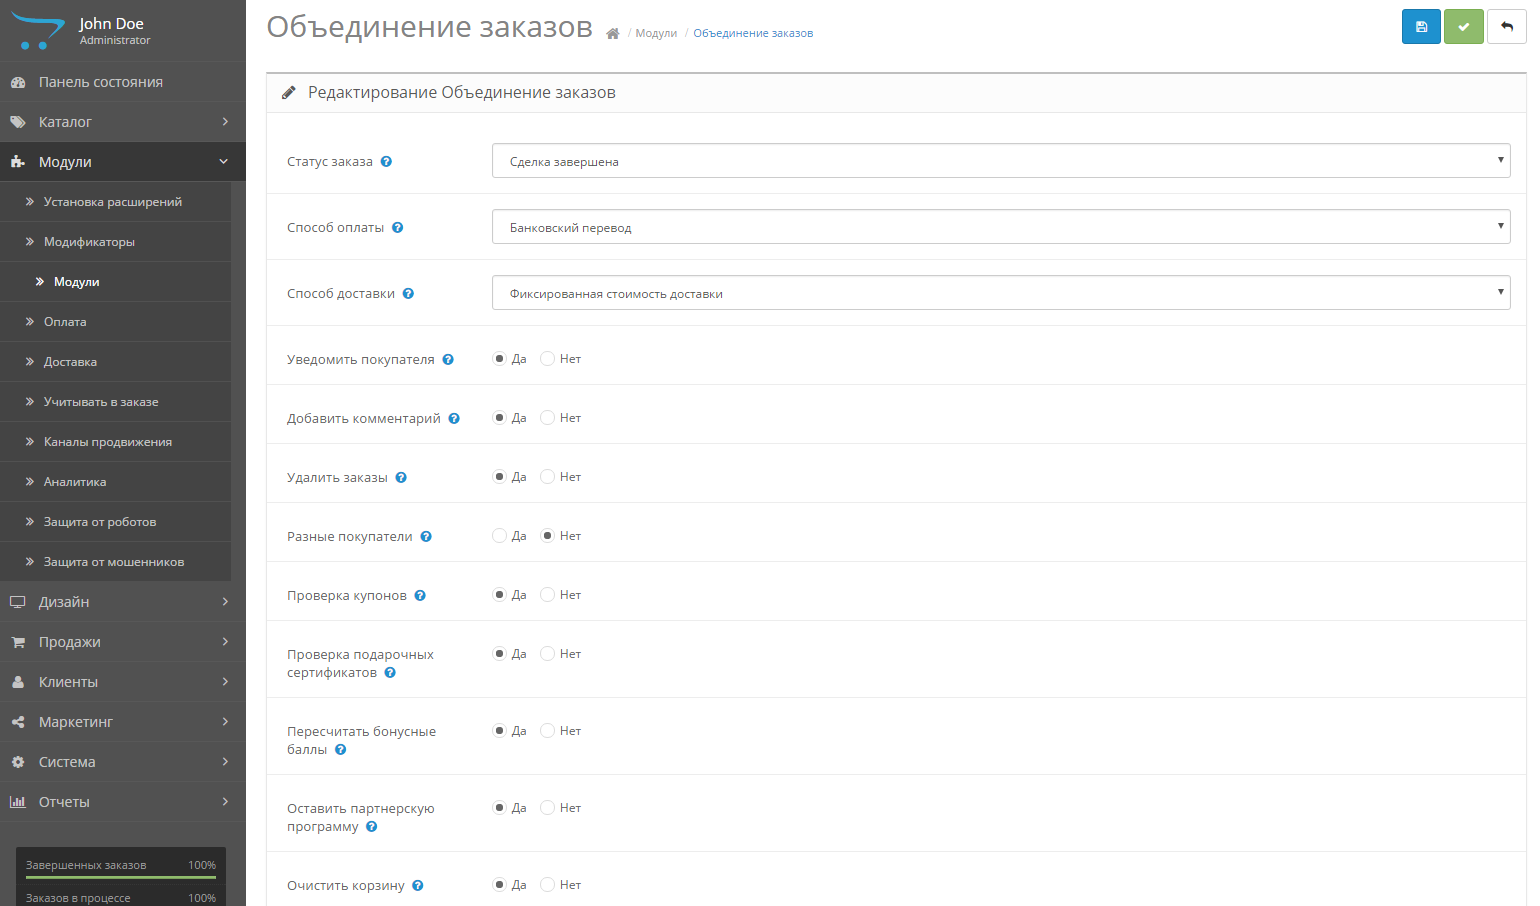 John Doe
Administrator
Панель состояния
Каталог
Модули
Установка расширений
Модификаторы
Модули
Оплата
Доставка
Учитывать в заказе
Каналы продвижения
Аналитика
Защита от роботов
Защита от мошенников
Дизайн
Продажи
Клиенты
Маркетинг
Система
Отчеты
Завершенных заказов 100%
Заказов в процессе 100%
Объединение заказов / Модули / Объединение заказов
Редактирование Объединение заказов
Статус заказа Сделка завершена
Способ оплаты Банковский перевод
Способ доставки Фиксированная стоимость доставки
Уведомить покупателя Да Нет
Добавить комментарий Да Нет
Удалить заказы Да Нет
Разные покупатели Да Нет
Проверка купонов Да Нет
Проверка подарочных Да Нет
сертификатов
Пересчитать бонусные Да Нет
баллы
Оставить партнерскую Да Нет
программу
Очистить корзину Да Нет